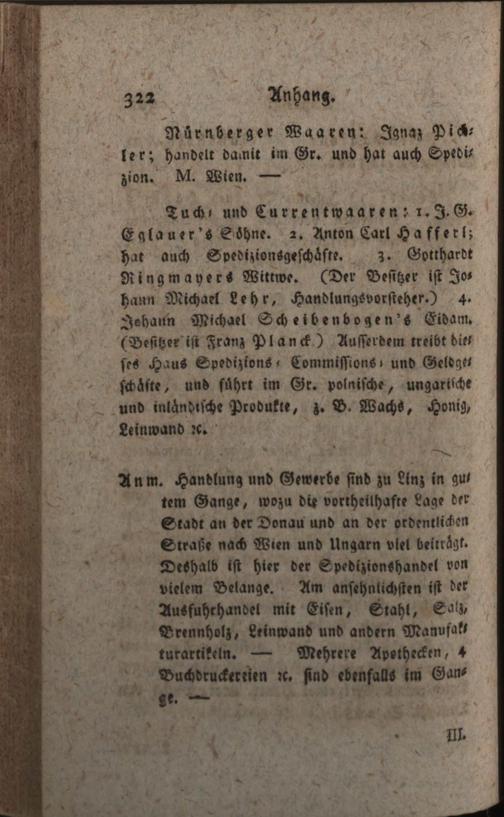 322 Anhang.
Nürnberger Waaren: Ignaz Pich-
ler; handelt damit im Gr. und hat auch Spedi-
zion. M. Wien. —
Tuch- und Currentwaaren: 1. J. G.
Eglauer's Söhne. 2. Anton Carl Hafferl;
hat auch Spedizionsgeschäfte. 3. Gotthardt
Ringmayers Wittwe. (Der Besitzer ist Jo-
hann Michael Lehr, Handlungsvorsteher.) 4.
Johann Michael Scheibenbogen's Eidam.
(Besitzer ist Franz Planck.) Ausserdem treibt die-
ses Haus Spedizions- Commissions- und Geldge-
schäfte, und führt im Gr. polnische, ungarische
und inländische Produkte, z. B. Wachs, Honig,
Leinwand ꝛc.
Anm. Handlung und Gewerbe sind zu Linz in gu-
tem Gange, wozu die vortheilhafte Lage der
Stadt an der Donau und an der ordentlichen
Straße nach Wien und Ungarn viel beiträgt.
Deshalb ist hier der Spedizionshandel von
vielem Belange. Am ansehnlichsten ist der
Ausfuhrhandel mit Eisen, Stahl, Salz,
Brennholz, Leinwand und andern Manufak-
turartikeln. — Mehrere Apothecken, 4
Buchdruckereien ꝛc. sind ebenfalls im Gan-
ge. —
III.